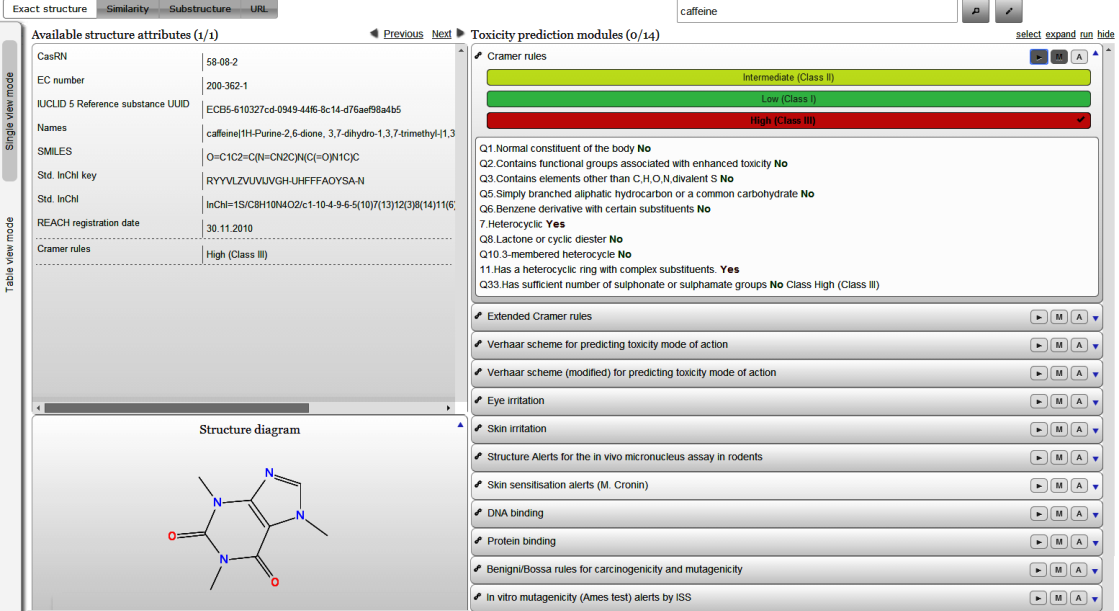 Exact structure Similarity Substructure URL
caffeine
Single view mode
Table view mode
Available structure attributes (1/1) Previous Next
CasRN 58-08-2
EC number 200-362-1
IUCLID 5 Reference substance UUID ECB5-610327cd-0949-44f6-8c14-d76aef98a4b5
Names caffeine|1H-Purine-2,6-dione, 3,7-dihydro-1,3,7-trimethyl-|1,3
SMILES O=C1C2=C(N=CN2C)N(C(=O)N1C)C
Std. InChI key RYYVLZVUVIJVGH-UHFFFAOYSA-N
Std. InChI InChI=1S/C8H10N4O2/c1-10-4-9-6-5(10)7(13)12(3)8(14)11(6)
REACH registration date 30.11.2010
Cramer rules High (Class III)
Structure diagram
N
N
N
O
N
O
Toxicity prediction modules (0/14) select expand run hide
Cramer rules M A
Intermediate (Class II)
Low (Class I)
High (Class III)
Q1.Normal constituent of the body No
Q2.Contains functional groups associated with enhanced toxicity No
Q3.Contains elements other than C,H,O,N,divalent S No
Q5.Simply branched aliphatic hydrocarbon or a common carbohydrate No
Q6.Benzene derivative with certain substituents No
7.Heterocyclic Yes
Q8.Lactone or cyclic diester No
Q10.3-membered heterocycle No
11.Has a heterocyclic ring with complex substituents. Yes
Q33.Has sufficient number of sulphonate or sulphamate groups No Class High (Class III)
Extended Cramer rules M A
Verhaar scheme for predicting toxicity mode of action M A
Verhaar scheme (modified) for predicting toxicity mode of action M A
Eye irritation M A
Skin irritation M A
Structure Alerts for the in vivo micronucleus assay in rodents M A
Skin sensitisation alerts (M. Cronin) M A
DNA binding M A
Protein binding M A
Benigni/Bossa rules for carcinogenicity and mutagenicity M A
In vitro mutagenicity (Ames test) alerts by ISS M A